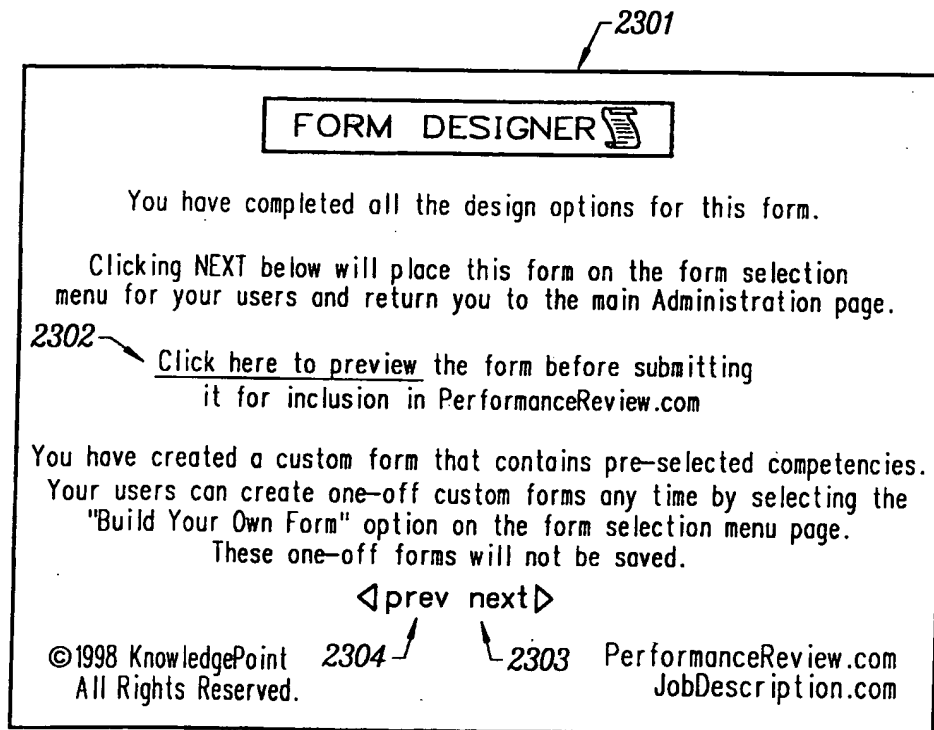 2301
FORM DESIGNER
You have completed all the design options for this form.
Clicking NEXT below will place this form on the form selection
menu for your users and return you to the main Administration page.
2302
Click here to preview the form before submitting
it for inclusion in PerformanceReview.com
You have created a custom form that contains pre-selected competencies.
Your users can create one-off custom forms any time by selecting the
"Build Your Own Form" option on the form selection menu page.
These one-off forms will not be saved.
prev next
©1998 KnowledgePoint 2304 2303 PerformanceReview.com
All Rights Reserved. JobDescription.com